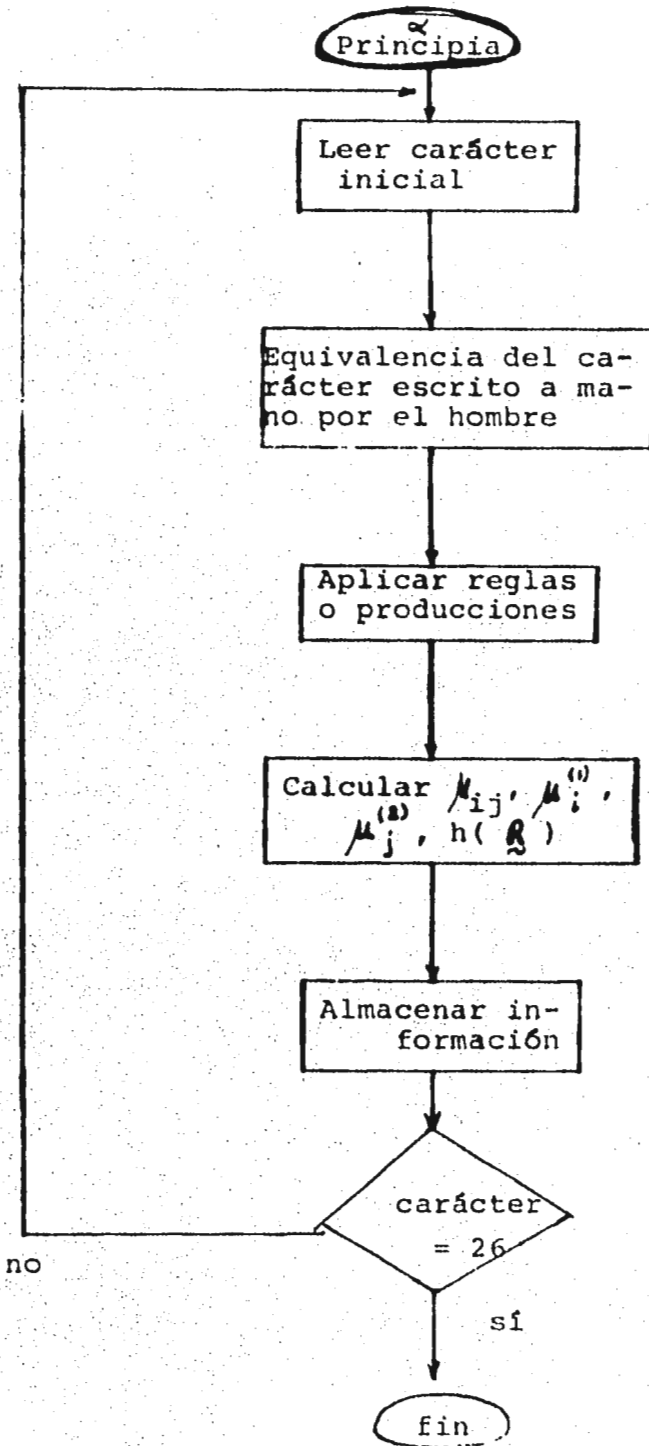 Principia
Leer carácter
inicial
Equivalencia del ca-
rácter escrito a ma-
no por el hombre
Aplicar reglas
o producciones
Calcular μij, μi(1),
μj(2), h( R̰ )
Almacenar in-
formación
carácter
= 26
no
sí
fin